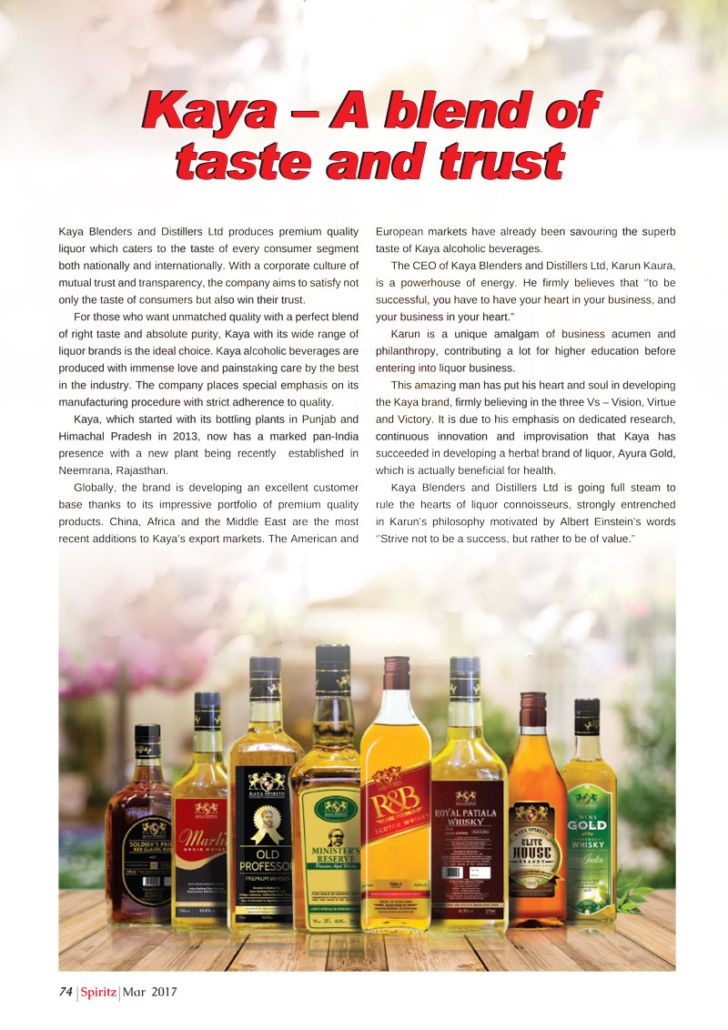 Kaya – A blend of
taste and trust
Kaya Blenders and Distillers Ltd produces premium quality
liquor which caters to the taste of every consumer segment
both nationally and internationally. With a corporate culture of
mutual trust and transparency, the company aims to satisfy not
only the taste of consumers but also win their trust.
For those who want unmatched quality with a perfect blend
of right taste and absolute purity, Kaya with its wide range of
liquor brands is the ideal choice. Kaya alcoholic beverages are
produced with immense love and painstaking care by the best
in the industry. The company places special emphasis on its
manufacturing procedure with strict adherence to quality.
Kaya, which started with its bottling plants in Punjab and
Himachal Pradesh in 2013, now has a marked pan-India
presence with a new plant being recently established in
Neemrana, Rajasthan.
Globally, the brand is developing an excellent customer
base thanks to its impressive portfolio of premium quality
products. China, Africa and the Middle East are the most
recent additions to Kaya's export markets. The American and
European markets have already been savouring the superb
taste of Kaya alcoholic beverages.
The CEO of Kaya Blenders and Distillers Ltd, Karun Kaura,
is a powerhouse of energy. He firmly believes that ''to be
successful, you have to have your heart in your business, and
your business in your heart.”
Karun is a unique amalgam of business acumen and
philanthropy, contributing a lot for higher education before
entering into liquor business.
This amazing man has put his heart and soul in developing
the Kaya brand, firmly believing in the three Vs – Vision, Virtue
and Victory. It is due to his emphasis on dedicated research,
continuous innovation and improvisation that Kaya has
succeeded in developing a herbal brand of liquor, Ayura Gold,
which is actually beneficial for health.
Kaya Blenders and Distillers Ltd is going full steam to
rule the hearts of liquor connoisseurs, strongly entrenched
in Karun's philosophy motivated by Albert Einstein's words
''Strive not to be a success, but rather to be of value.”
KAYA SPIRITS
OLD
PROFESSO
PREMIUM WHISKY
MINISTER'S
RESERVE
R&B
SCOTCH WHISKY
ROYAL PATIALA
WHISKY
KAYA SPIRITS
ELITE
HOUSE
BRANDY
GOLD
WHISKY
74 Spiritz Mar 2017